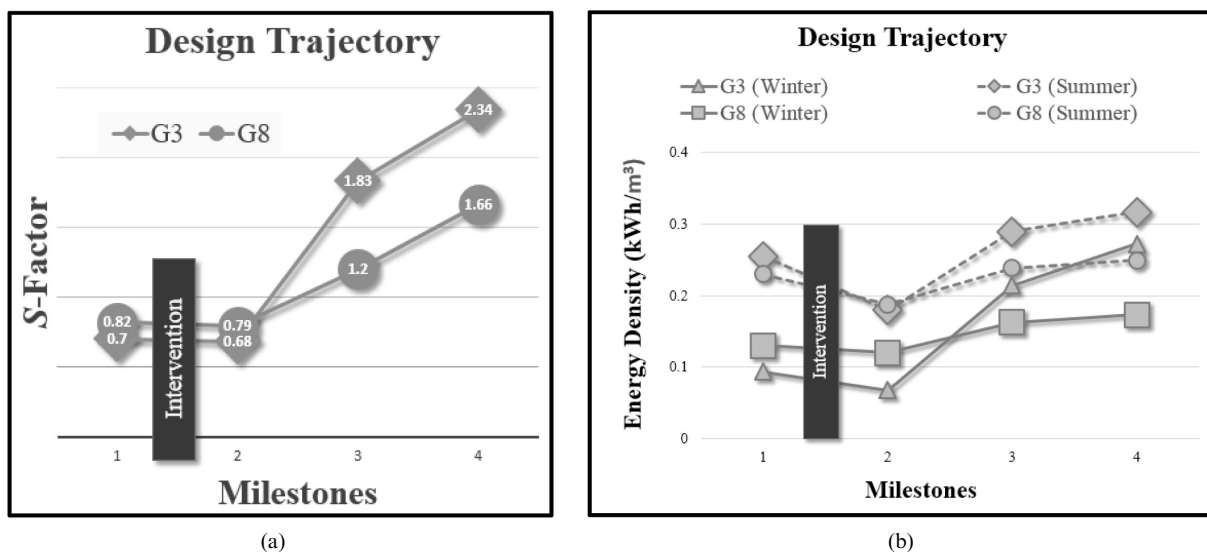 Design Trajectory
G3 G8
2.34
1.83
1.66
1.2
0.82 0.79
0.7 0.68
S-Factor
Intervention
1 2 3 4
Milestones
(a)
Design Trajectory
G3 (Winter) G3 (Summer)
G8 (Winter) G8 (Summer)
Energy Density (kWh/m³)
0.4
0.3
0.2
0.1
0
Intervention
1 2 3 4
Milestones
(b)